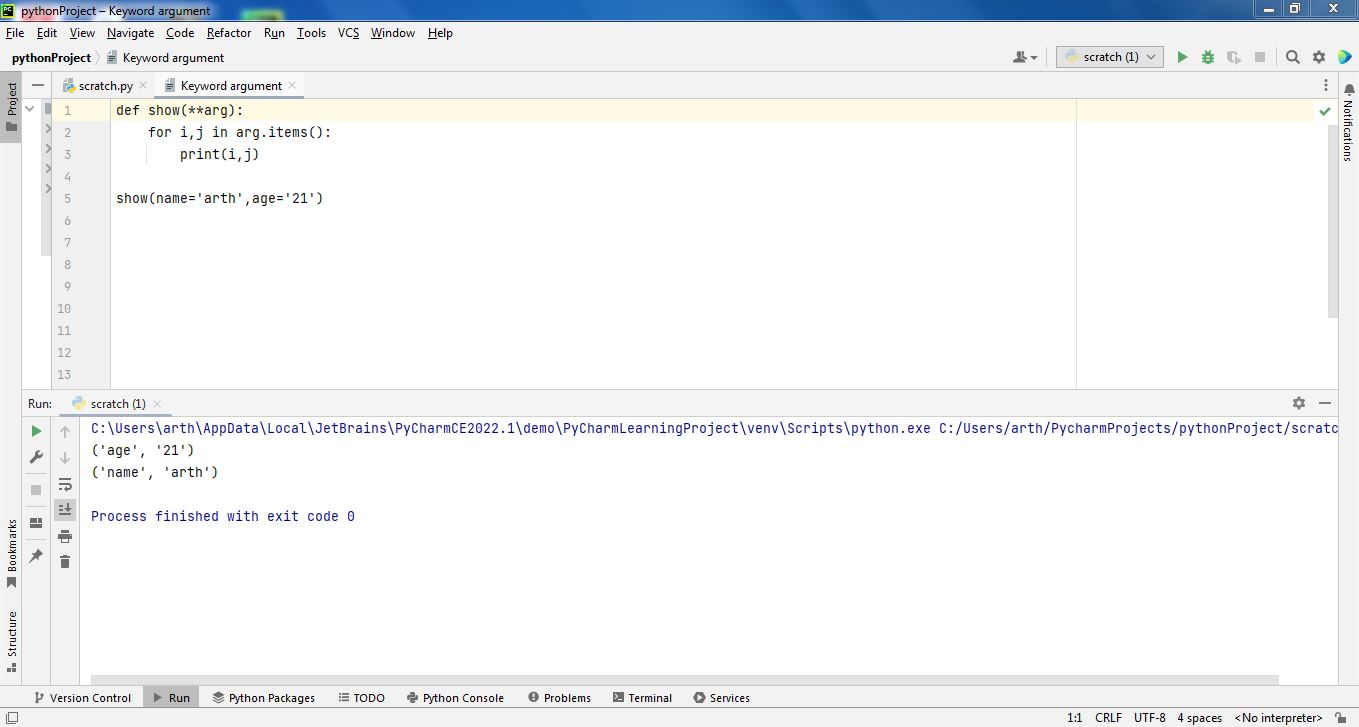 pythonProject – Keyword argument
File Edit View Navigate Code Refactor Run Tools VCS Window Help
pythonProject Keyword argument
scratch (1)
Project
scratch.py
Keyword argument
1 def show(**arg):
2 for i,j in arg.items():
3 print(i,j)
4
5 show(name='arth',age='21')
6
7
8
9
10
11
12
13
Notifications
Run: scratch (1)
C:\Users\arth\AppData\Local\JetBrains\PyCharmCE2022.1\demo\PyCharmLearningProject\venv\Scripts\python.exe C:/Users/arth/PycharmProjects/pythonProject/scratc
('age', '21')
('name', 'arth')
Process finished with exit code 0
Bookmarks
Structure
Version Control Run Python Packages TODO Python Console Problems Terminal Services
1:1 CRLF UTF-8 4 spaces <No interpreter>